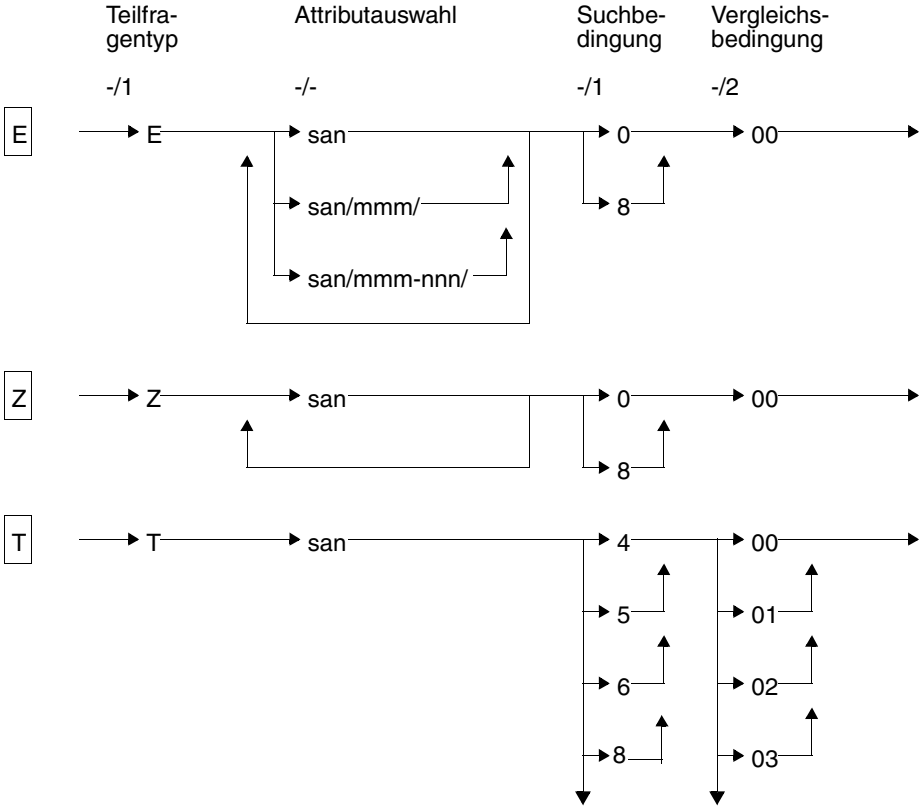 Teilfra-
gentyp
Attributauswahl
Suchbe-
dingung
Vergleichs-
bedingung
-/1
-/-
-/1
-/2
E
E
san
0
00
san/mmm/
8
san/mmm-nnn/
Z
Z
san
0
00
8
T
T
san
4
00
5
01
6
02
8
03